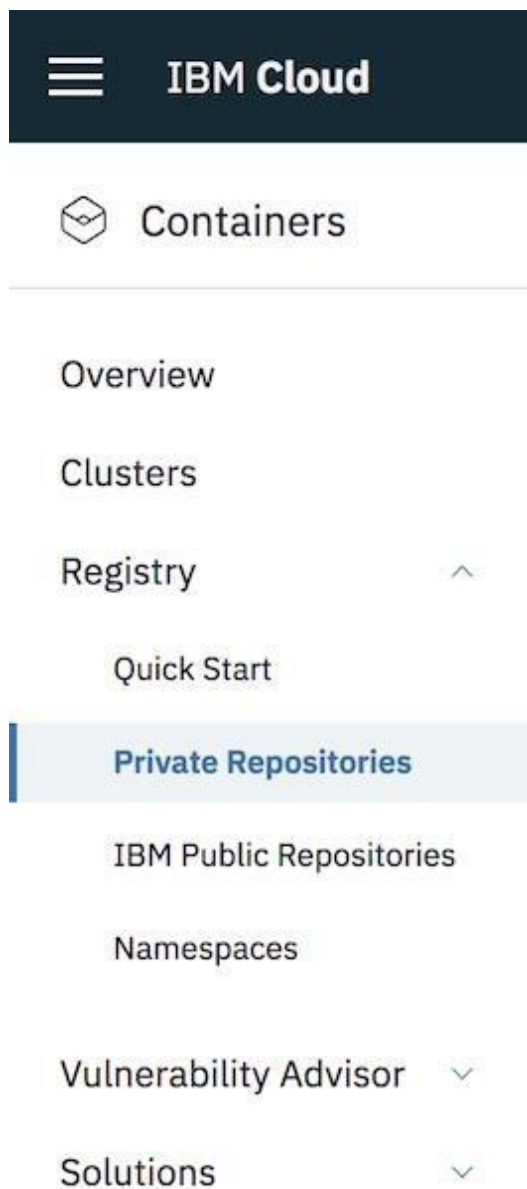 IBM Cloud
Containers
Overview
Clusters
Registry
Quick Start
Private Repositories
IBM Public Repositories
Namespaces
Vulnerability Advisor
Solutions